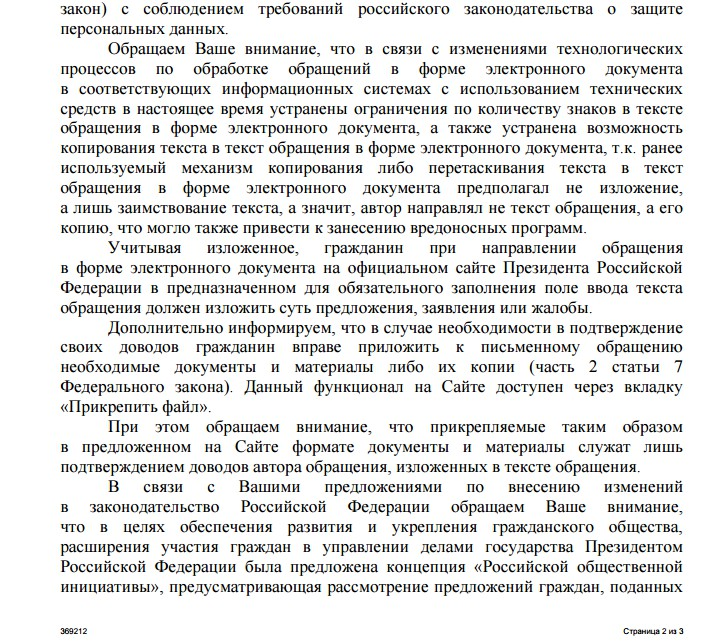 закон) с соблюдением требований российского законодательства о защите
персональных данных.
Обращаем Ваше внимание, что в связи с изменениями технологических
процессов по обработке обращений в форме электронного документа
в соответствующих информационных системах с использованием технических
средств в настоящее время устранены ограничения по количеству знаков в тексте
обращения в форме электронного документа, а также устранена возможность
копирования текста в текст обращения в форме электронного документа, т.к. ранее
используемый механизм копирования либо перетаскивания текста в текст
обращения в форме электронного документа предполагал не изложение,
а лишь заимствование текста, а значит, автор направлял не текст обращения, а его
копию, что могло также привести к занесению вредоносных программ.
Учитывая изложенное, гражданин при направлении обращения
в форме электронного документа на официальном сайте Президента Российской
Федерации в предназначенном для обязательного заполнения поле ввода текста
обращения должен изложить суть предложения, заявления или жалобы.
Дополнительно информируем, что в случае необходимости в подтверждение
своих доводов гражданин вправе приложить к письменному обращению
необходимые документы и материалы либо их копии (часть 2 статьи 7
Федерального закона). Данный функционал на Сайте доступен через вкладку
«Прикрепить файл».
При этом обращаем внимание, что прикрепляемые таким образом
в предложенном на Сайте формате документы и материалы служат лишь
подтверждением доводов автора обращения, изложенных в тексте обращения.
В связи с Вашими предложениями по внесению изменений
в законодательство Российской Федерации обращаем Ваше внимание,
что в целях обеспечения развития и укрепления гражданского общества,
расширения участия граждан в управлении делами государства Президентом
Российской Федерации была предложена концепция «Российской общественной
инициативы», предусматривающая рассмотрение предложений граждан, поданных
369212 Страница 2 из 3